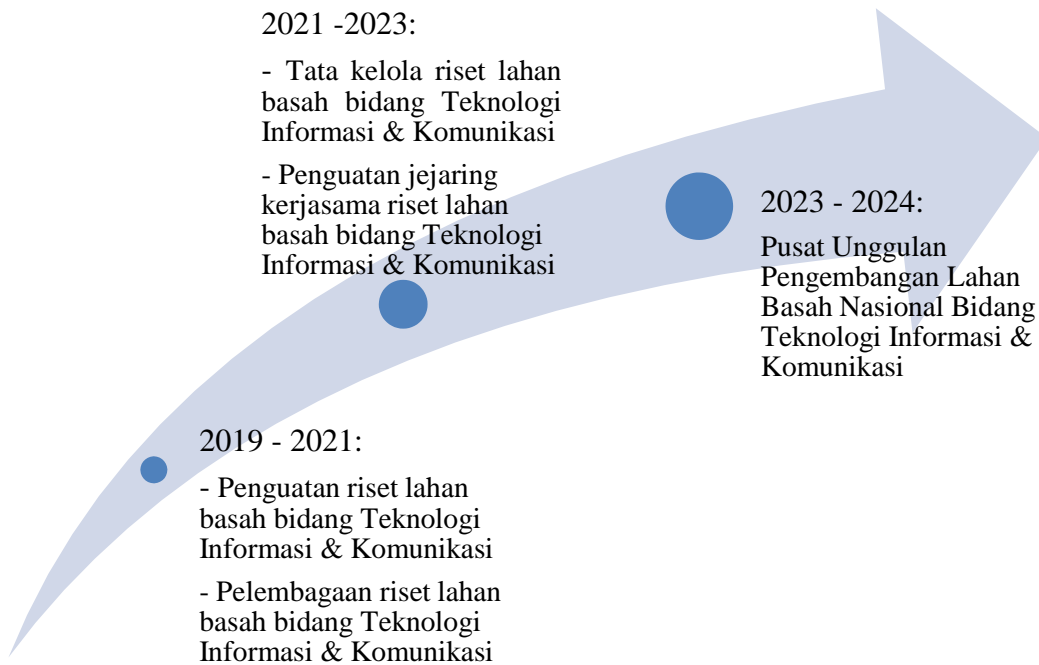 2021 -2023:
- Tata kelola riset lahan
basah bidang Teknologi
Informasi & Komunikasi
- Penguatan jejaring
kerjasama riset lahan
basah bidang Teknologi
Informasi & Komunikasi
2023 - 2024:
Pusat Unggulan
Pengembangan Lahan
Basah Nasional Bidang
Teknologi Informasi &
Komunikasi
2019 - 2021:
- Penguatan riset lahan
basah bidang Teknologi
Informasi & Komunikasi
- Pelembagaan riset lahan
basah bidang Teknologi
Informasi & Komunikasi